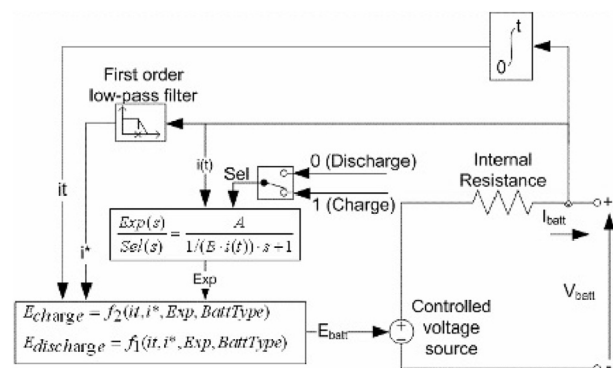 t
∫
0
First order
low-pass filter
it
i*
i(t)
Sel
0 (Discharge)
1 (Charge)
Internal
Resistance
+
I_batt
Exp(s)/Sel(s) = A/(1/(B · i(t)) · s + 1)
Exp
V_batt
E_charge = f_2(it, i*, Exp, BattType)
E_discharge = f_1(it, i*, Exp, BattType)
E_batt
+
-
Controlled
voltage
source
-